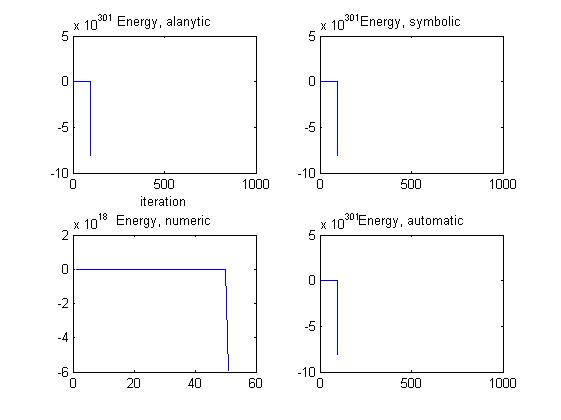 x 10^301 Energy, alanytic
5
0
-5
-10
0 500 1000
iteration
x 10^301 Energy, symbolic
5
0
-5
-10
0 500 1000
x 10^18 Energy, numeric
2
0
-2
-4
-6
0 20 40 60
x 10^301 Energy, automatic
5
0
-5
-10
0 500 1000